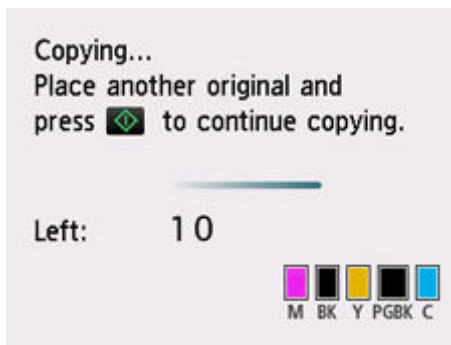 Copying...
Place another original and
press to continue copying.
Left: 10
M BK Y PGBK C